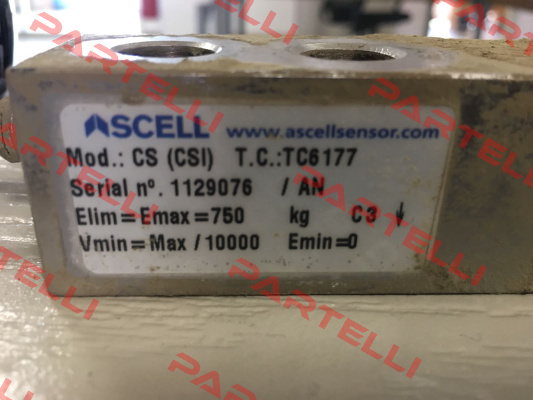 ASCELL www.ascellsensor.com
Mod.: CS (CSI) T.C.:TC6177
Serial nº. 1129076 / AN
Elim=Emax=750 kg C3
Vmin=Max/10000 Emin=0
PARTELLI
PARTELLI
PARTELLI
PARTELLI
PARTELLI
PARTELLI
PARTELLI